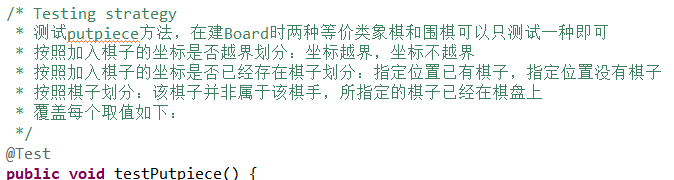 /* Testing strategy
* 测试putpiece方法，在建Board时两种等价类象棋和围棋可以只测试一种即可
* 按照加入棋子的坐标是否越界划分：坐标越界，坐标不越界
* 按照加入棋子的坐标是否已经存在棋子划分：指定位置已有棋子，指定位置没有棋子
* 按照棋子划分：该棋子并非属于该棋手，所指定的棋子已经在棋盘上
* 覆盖每个取值如下：
*/
@Test
public void testPutpiece() {